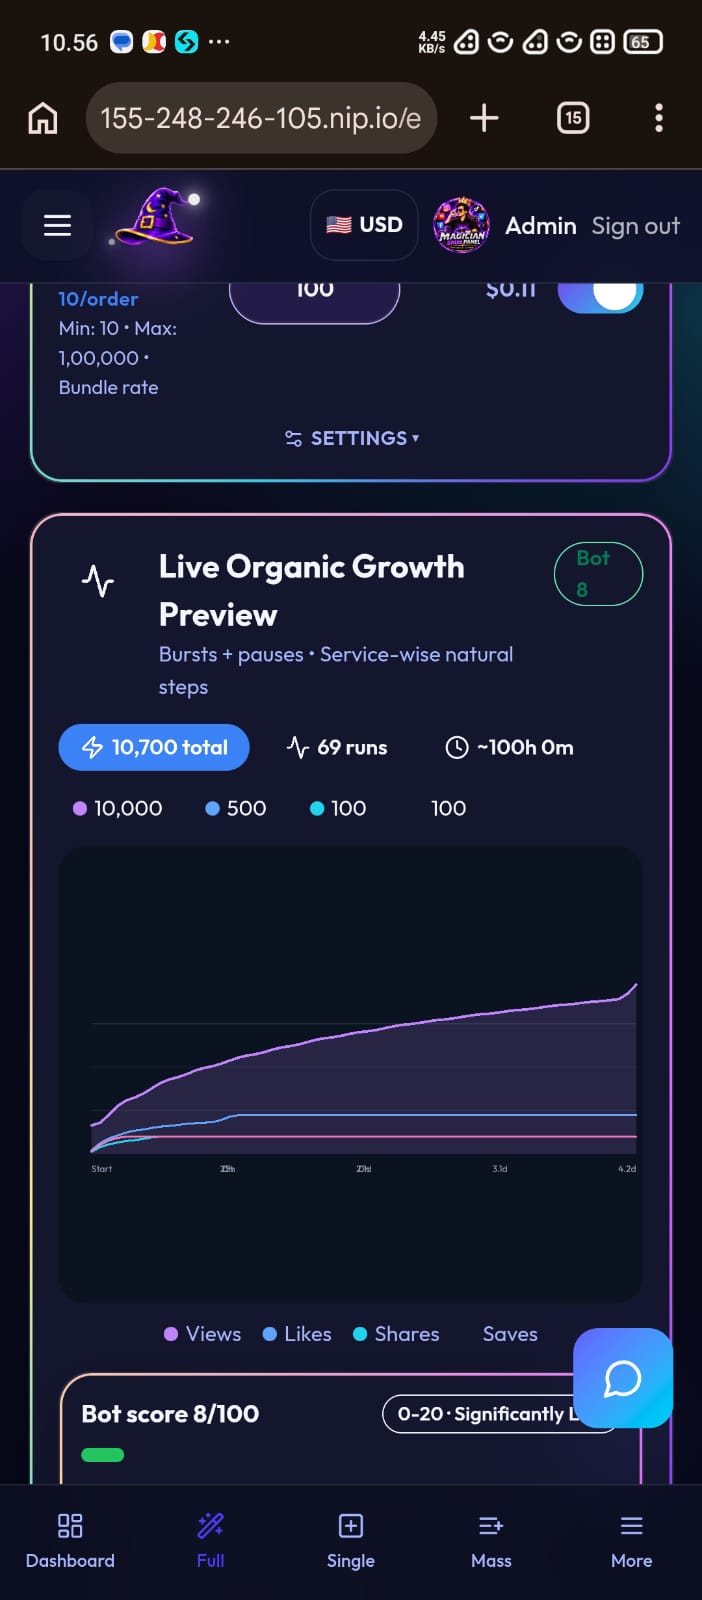 10.56
4.45
KB/s
65
155-248-246-105.nip.io/e
15
USD
MAGICIAN
PANEL
Admin
Sign out
10/order
100
$0.11
Min: 10 • Max:
1,00,000 •
Bundle rate
SETTINGS ▾
Live Organic Growth
Preview
Bot
8
Bursts + pauses • Service-wise natural
steps
10,700 total
69 runs
~100h 0m
10,000
500
100
100
Start
3.1d
4.2d
Views
Likes
Shares
Saves
Bot score 8/100
0-20 · Significantly
Dashboard
Full
Single
Mass
More